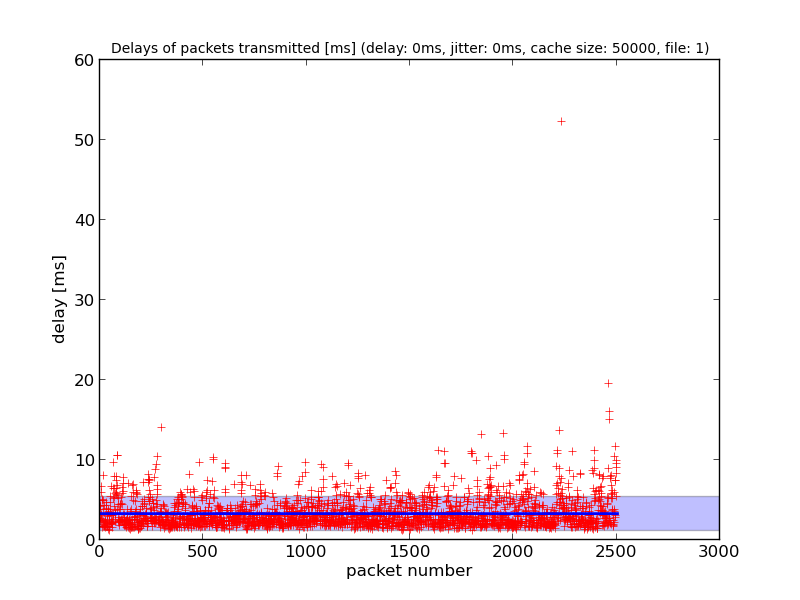 Delays of packets transmitted [ms] (delay: 0ms, jitter: 0ms, cache size: 50000, file: 1)
60
50
40
30
20
10
0
delay [ms]
0 500 1000 1500 2000 2500 3000
packet number